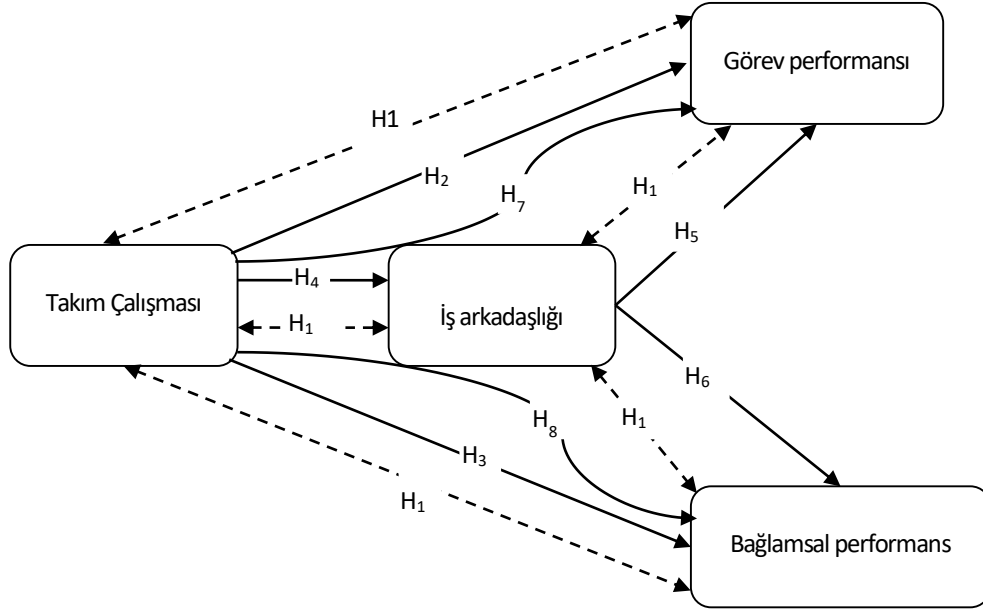 Görev performansı
H1
H₂
H₇
H₁
H₅
Takım Çalışması
H₄
İş arkadaşlığı
H₁
H₆
H₁
H₈
H₃
H₁
Bağlamsal performans